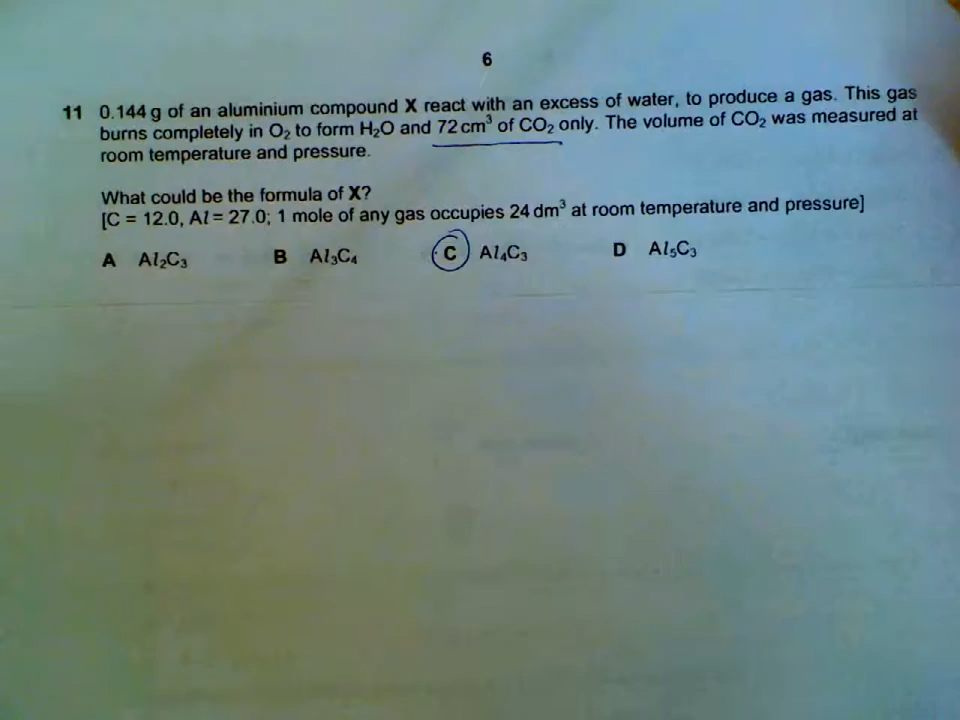 6
11 0.144 g of an aluminium compound X react with an excess of water, to produce a gas. This gas
burns completely in O₂ to form H₂O and 72 cm³ of CO₂ only. The volume of CO₂ was measured at
room temperature and pressure.
What could be the formula of X?
[C = 12.0, Al = 27.0; 1 mole of any gas occupies 24 dm³ at room temperature and pressure]
A Al₂C₃ B Al₃C₄ C Al₄C₃ D Al₅C₃